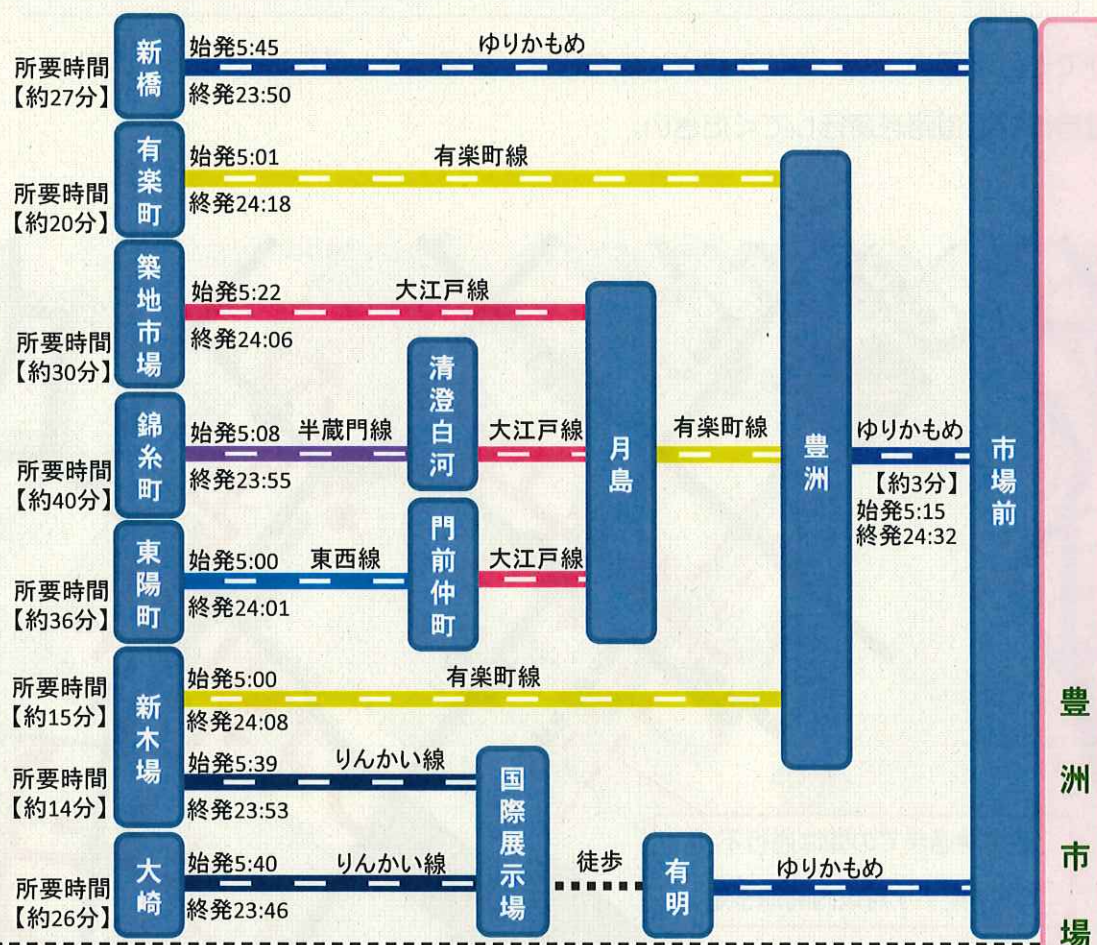 新橋
所要時間
【約27分】
始発5:45
ゆりかもめ
終発23:50
有楽町
所要時間
【約20分】
始発5:01
有楽町線
終発24:18
築地市場
所要時間
【約30分】
始発5:22
大江戸線
終発24:06
錦糸町
所要時間
【約40分】
始発5:08
半蔵門線
終発23:55
清澄白河
大江戸線
月島
有楽町線
豊洲
ゆりかもめ
【約3分】
始発5:15
終発24:32
市場前
東陽町
所要時間
【約36分】
始発5:00
東西線
終発24:01
門前仲町
大江戸線
新木場
所要時間
【約15分】
始発5:00
有楽町線
終発24:08
所要時間
【約14分】
始発5:39
りんかい線
終発23:53
国際展示場
大崎
所要時間
【約26分】
始発5:40
りんかい線
終発23:46
徒歩
有明
ゆりかもめ
豊洲市場